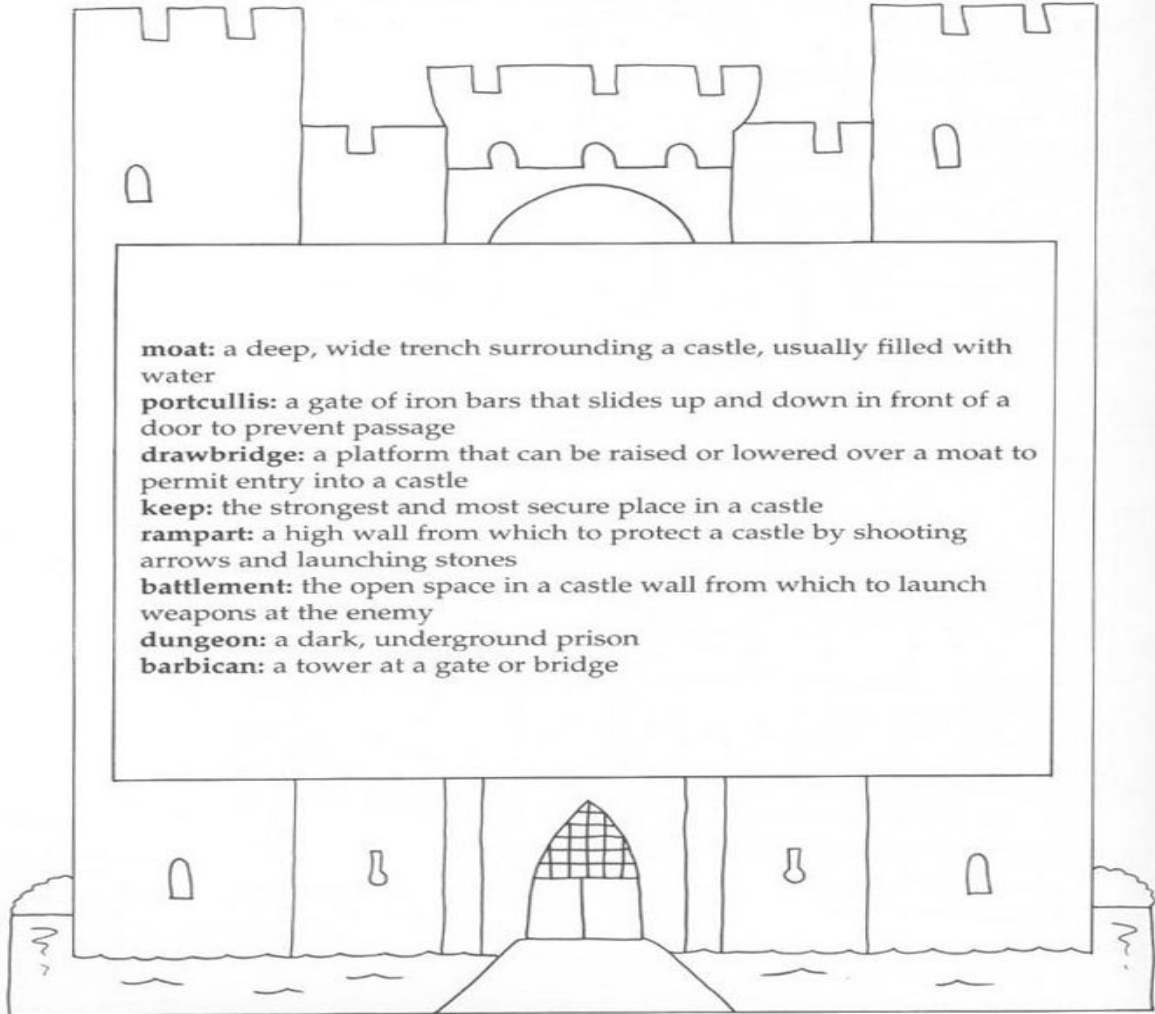 moat: a deep, wide trench surrounding a castle, usually filled with
water
portcullis: a gate of iron bars that slides up and down in front of a
door to prevent passage
drawbridge: a platform that can be raised or lowered over a moat to
permit entry into a castle
keep: the strongest and most secure place in a castle
rampart: a high wall from which to protect a castle by shooting
arrows and launching stones
battlement: the open space in a castle wall from which to launch
weapons at the enemy
dungeon: a dark, underground prison
barbican: a tower at a gate or bridge